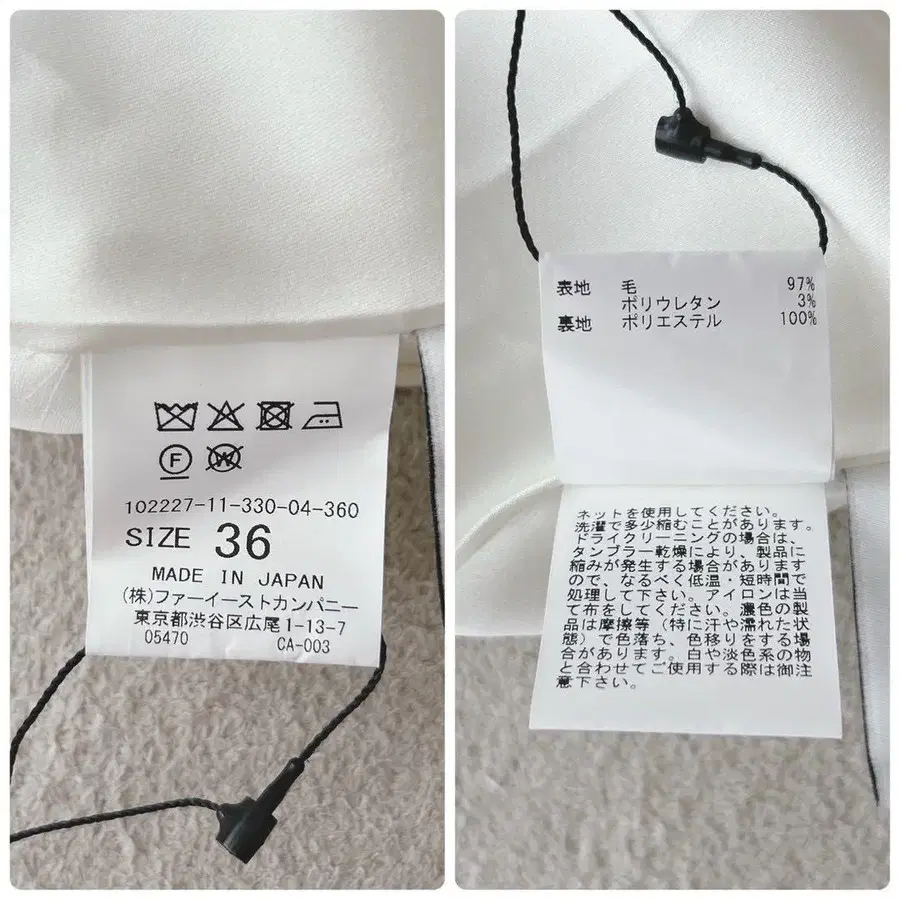 F
W
102227-11-330-04-360
SIZE 36
MADE IN JAPAN
(株)ファーイーストカンパニー
東京都渋谷区広尾1-13-7
05470 CA-003
表地 毛 97%
ポリウレタン 3%
裏地 ポリエステル 100%
ネットを使用してください。
洗濯で多少縮むことがあります。
ドライクリーニングの場合は、
タンブラー乾燥により、製品に
縮みが発生する場合があります
ので、なるべく低温・短時間で
処理して下さい。アイロンは当
て布をしてください。濃色の製
品は摩擦等（特に汗や濡れた状
態）で色落ち、色移りをする場
合があります。白や淡色系の物
と合わせてご使用する際は御注
意下さい。